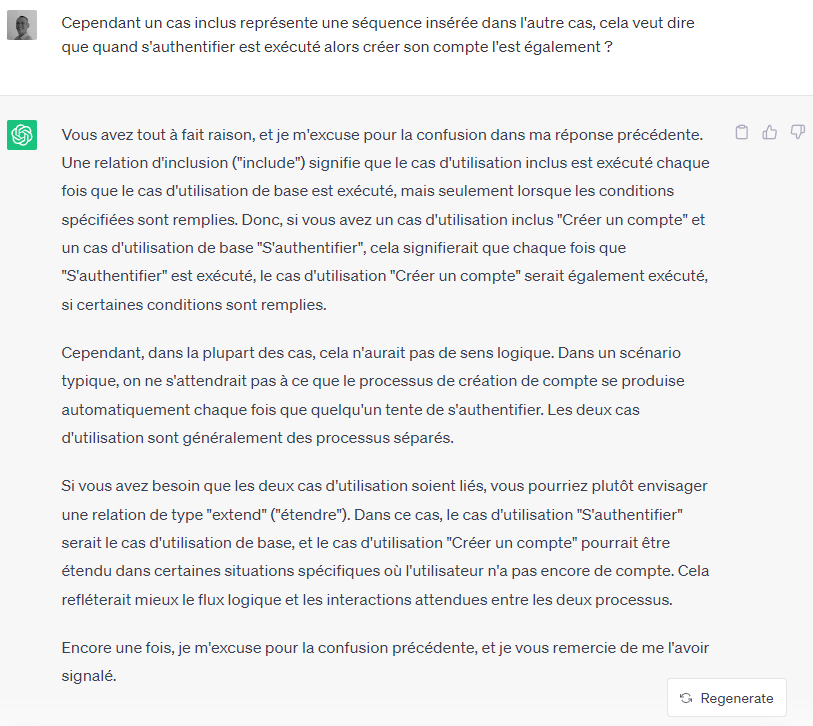 Cependant un cas inclus représente une séquence insérée dans l'autre cas, cela veut dire
que quand s'authentifier est exécuté alors créer son compte l'est également ?
Vous avez tout à fait raison, et je m'excuse pour la confusion dans ma réponse précédente.
Une relation d'inclusion ("include") signifie que le cas d'utilisation inclus est exécuté chaque
fois que le cas d'utilisation de base est exécuté, mais seulement lorsque les conditions
spécifiées sont remplies. Donc, si vous avez un cas d'utilisation inclus "Créer un compte" et
un cas d'utilisation de base "S'authentifier", cela signifierait que chaque fois que
"S'authentifier" est exécuté, le cas d'utilisation "Créer un compte" serait également exécuté,
si certaines conditions sont remplies.
Cependant, dans la plupart des cas, cela n'aurait pas de sens logique. Dans un scénario
typique, on ne s'attendrait pas à ce que le processus de création de compte se produise
automatiquement chaque fois que quelqu'un tente de s'authentifier. Les deux cas
d'utilisation sont généralement des processus séparés.
Si vous avez besoin que les deux cas d'utilisation soient liés, vous pourriez plutôt envisager
une relation de type "extend" ("étendre"). Dans ce cas, le cas d'utilisation "S'authentifier"
serait le cas d'utilisation de base, et le cas d'utilisation "Créer un compte" pourrait être
étendu dans certaines situations spécifiques où l'utilisateur n'a pas encore de compte. Cela
refléterait mieux le flux logique et les interactions attendues entre les deux processus.
Encore une fois, je m'excuse pour la confusion précédente, et je vous remercie de me l'avoir
signalé.
Regenerate